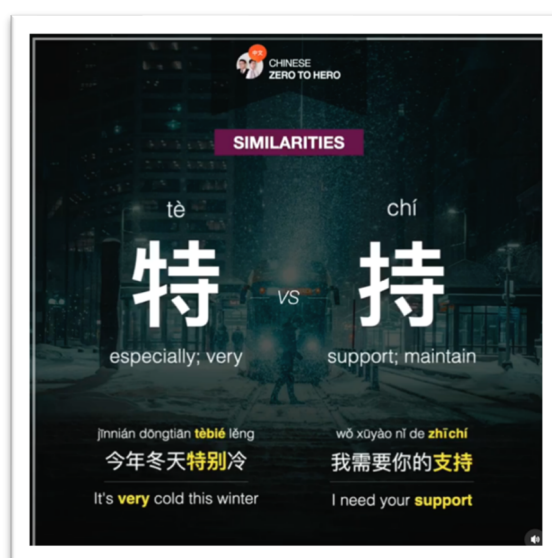 中文
CHINESE
ZERO TO HERO
SIMILARITIES
tè
chí
特
VS
持
especially; very
support; maintain
jīnnián dōngtiān tèbié lěng
今年冬天特别冷
It's very cold this winter
wǒ xūyào nǐ de zhīchí
我需要你的支持
I need your support